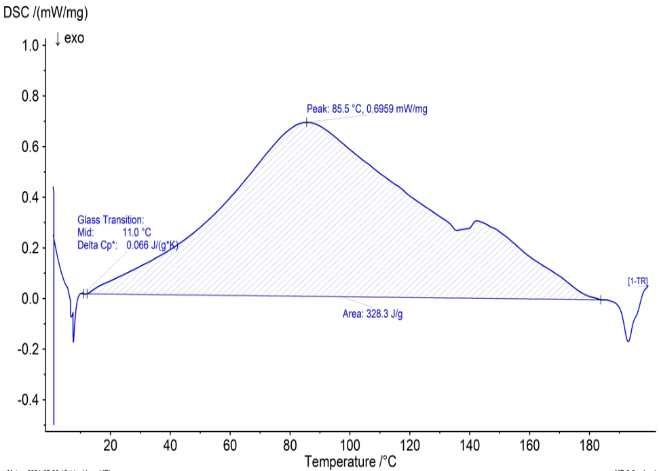 DSC /(mW/mg)
↓ exo
1.0
0.8
0.6
0.4
0.2
0.0
-0.2
-0.4
Peak: 85.5 °C, 0.6959 mW/mg
Glass Transition:
Mid: 11.0 °C
Delta Cp*: 0.066 J/(g*K)
[1-TR]
Area: 328.3 J/g
20 40 60 80 100 120 140 160 180
Temperature /°C